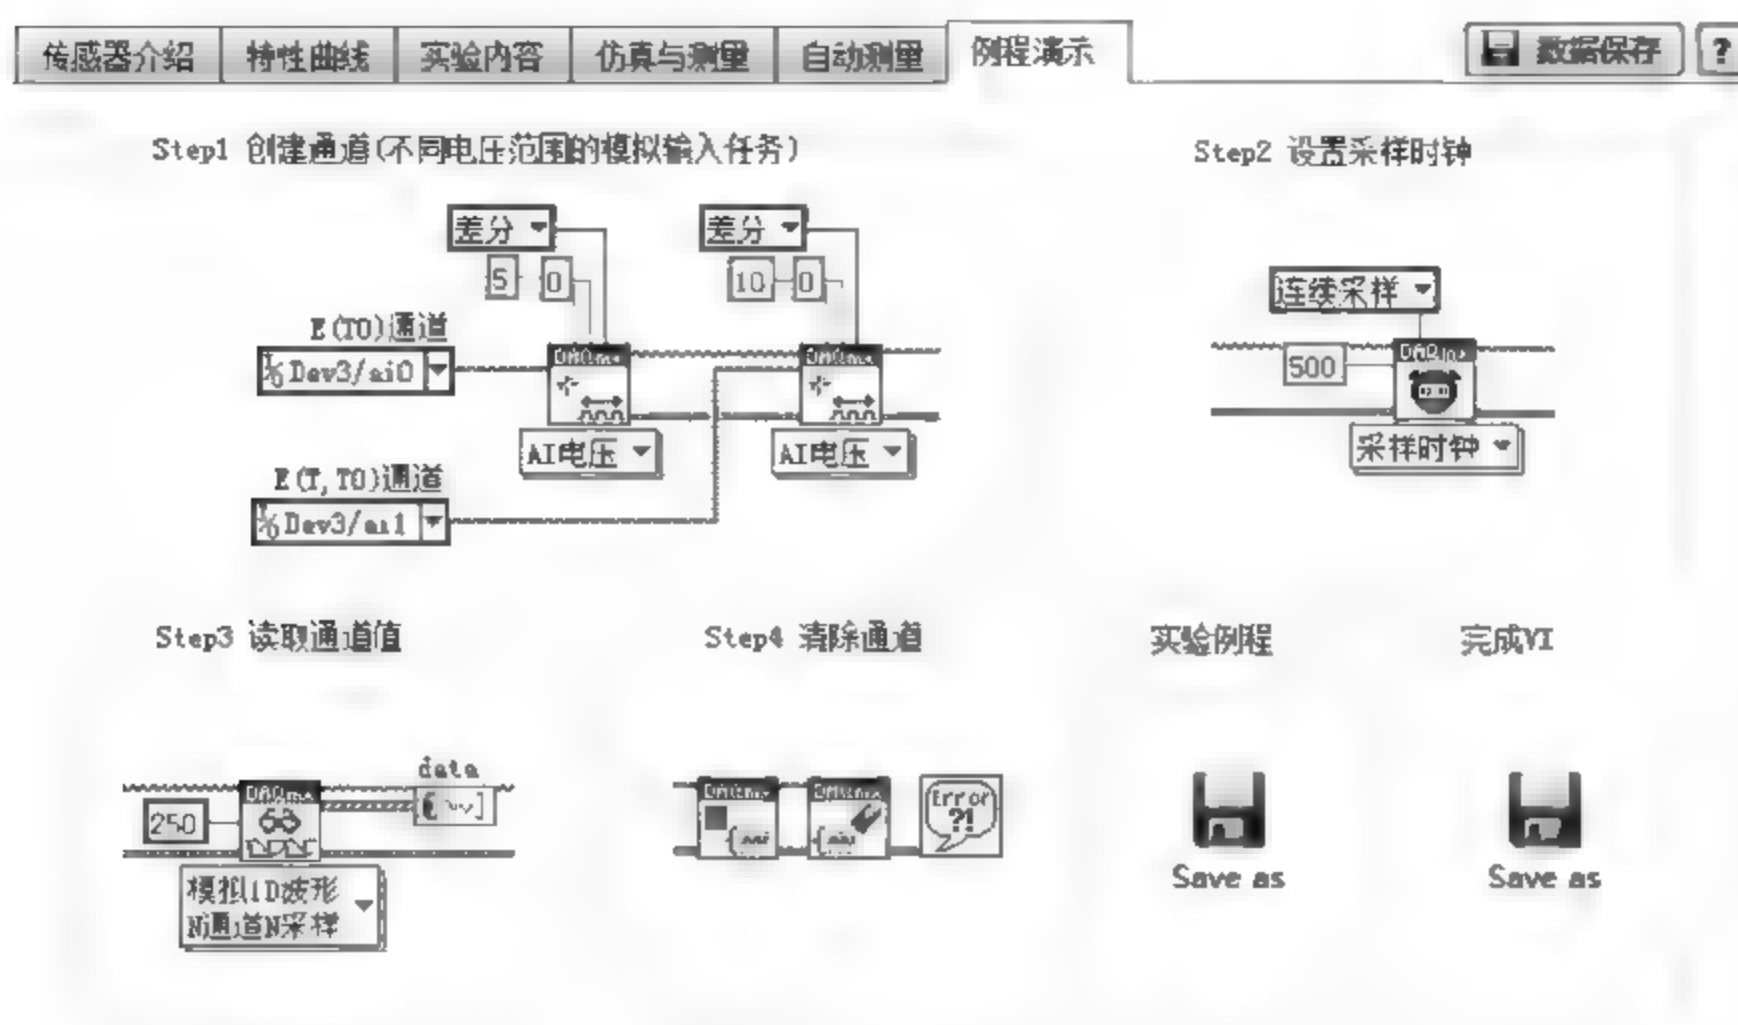 传感器介绍 特性曲线 实验内容 仿真与测量 自动测量 例程演示 数据保存 ?
Step1 创建通道(不同电压范围的模拟输入任务)
Step2 设置采样时钟
差分 差分
5 0 10 0
连续采样
E(T0)通道
Dev3/ai0
DAQmx DAQmx
500
DAQmx
AI电压 AI电压
采样时钟
E(T,T0)通道
Dev3/ai1
Step3 读取通道值
Step4 清除通道
实验例程
完成VI
data
250
DAQmx
DAQmx DAQmx
Error
?!
模拟1D波形
N通道N采样
Save as Save as